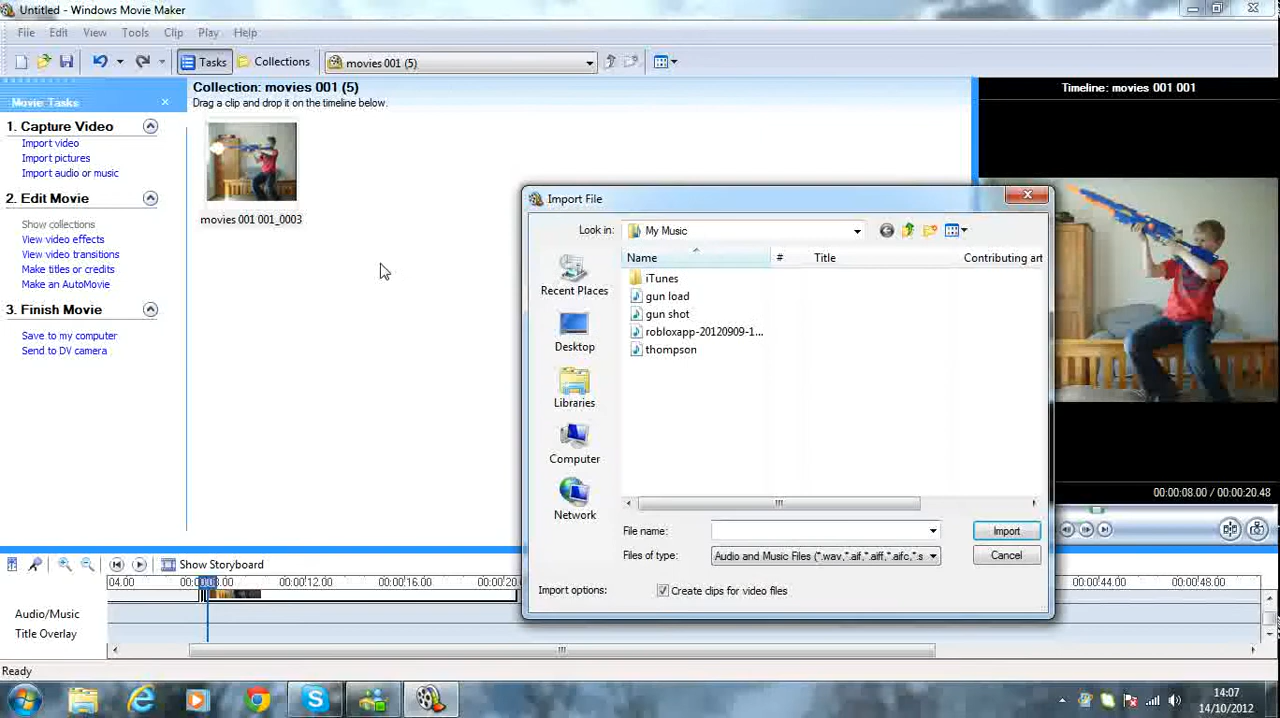 Untitled - Windows Movie Maker
File Edit View Tools Clip Play Help
Tasks Collections movies 001 (5)
Movie Tasks
1. Capture Video
Import video
Import pictures
Import audio or music
2. Edit Movie
Show collections
View video effects
View video transitions
Make titles or credits
Make an AutoMovie
3. Finish Movie
Save to my computer
Send to DV camera
Collection: movies 001 (5)
Drag a clip and drop it on the timeline below.
movies 001 001_0003
Import File
Look in: My Music
Recent Places
Desktop
Libraries
Computer
Network
Name # Title Contributing art
iTunes
gun load
gun shot
robloxapp-20120909-1...
thompson
File name: Import
Files of type: Audio and Music Files (*.wav,*.aif,*.aiff,*.aifc,*.s Cancel
Import options: Create clips for video files
Timeline: movies 001 001
00:00:08.00 / 00:00:20.48
Show Storyboard
04.00 8.00 00:00'12.00 00:00'16.00 00:00'20 00:00'44.00 00:00'48.00
Audio/Music
Title Overlay
Ready
14:07
14/10/2012